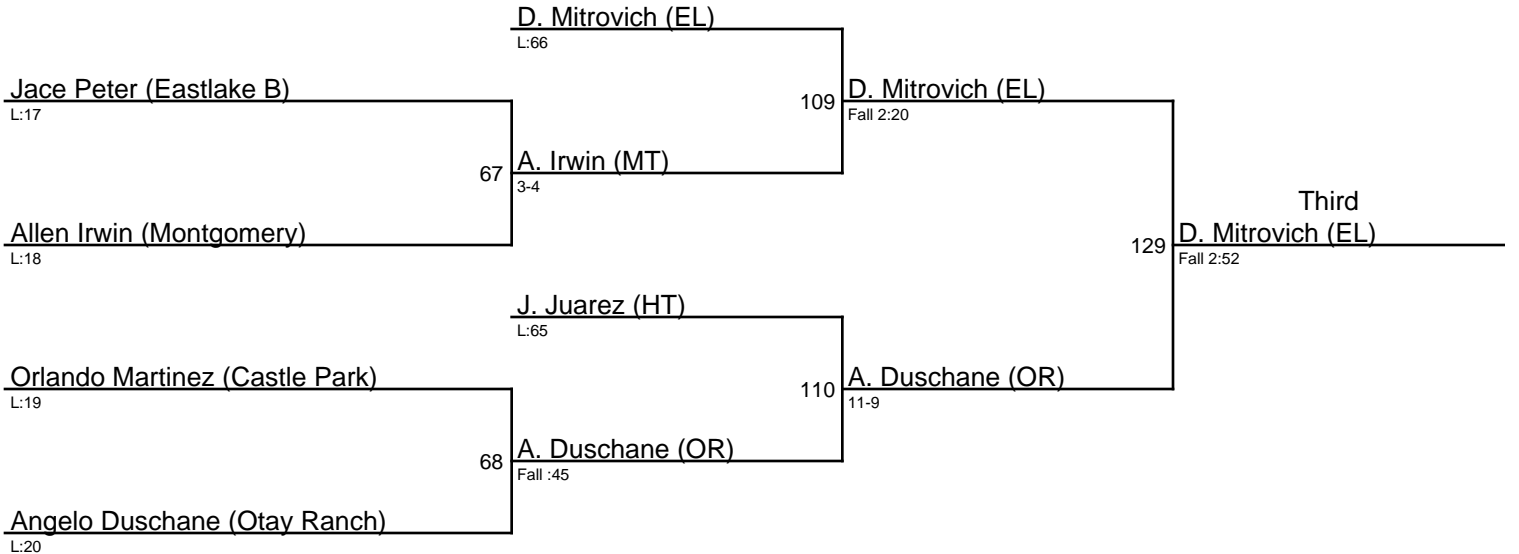 D. Mitrovich (EL)
L:66
Jace Peter (Eastlake B)
L:17
109
D. Mitrovich (EL)
Fall 2:20
67
A. Irwin (MT)
3-4
Third
Allen Irwin (Montgomery)
L:18
129
D. Mitrovich (EL)
Fall 2:52
J. Juarez (HT)
L:65
Orlando Martinez (Castle Park)
L:19
110
A. Duschane (OR)
11-9
68
A. Duschane (OR)
Fall :45
Angelo Duschane (Otay Ranch)
L:20